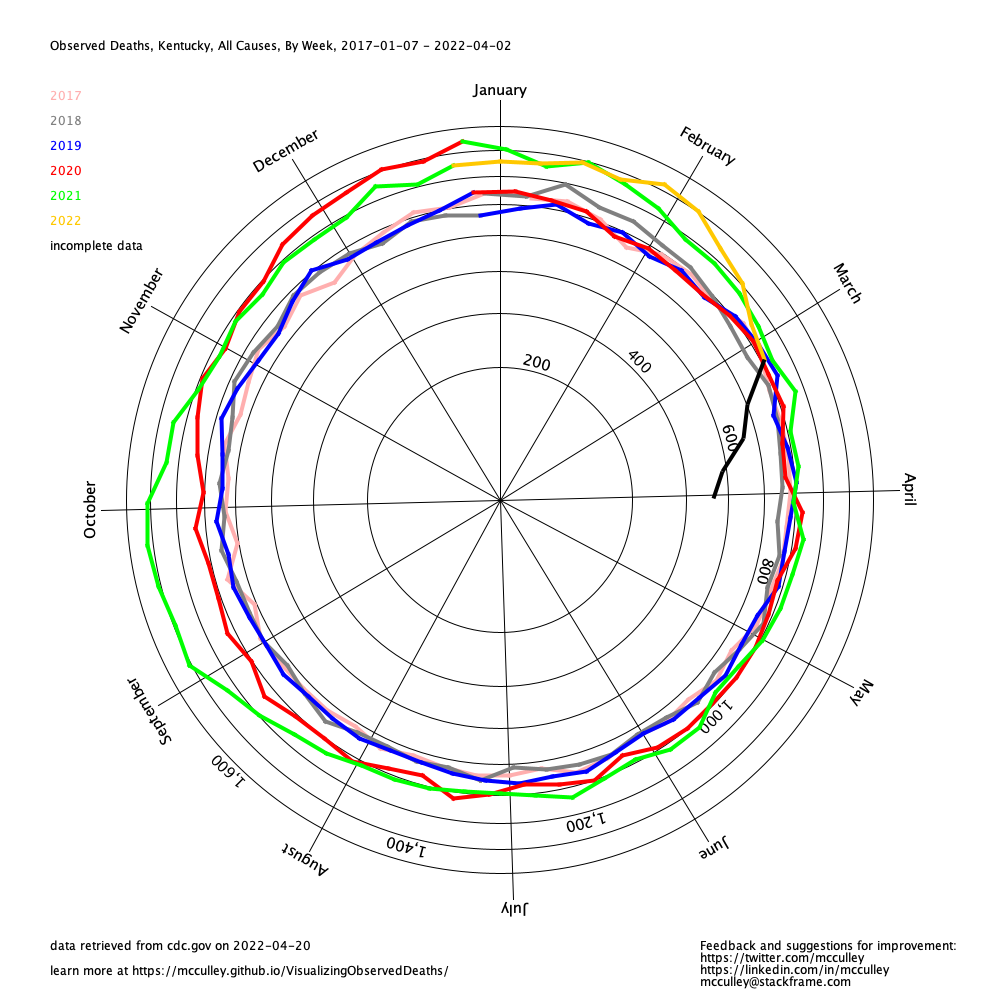 Observed Deaths, Kentucky, All Causes, By Week, 2017-01-07 - 2022-04-02
2017
2018
2019
2020
2021
2022
incomplete data
January
February
March
April
May
June
July
August
September
October
November
December
200
400
600
800
1,000
1,200
1,400
1,600
data retrieved from cdc.gov on 2022-04-20
learn more at https://mcculley.github.io/VisualizingObservedDeaths/
Feedback and suggestions for improvement:
https://twitter.com/mcculley
https://linkedin.com/in/mcculley
mcculley@stackframe.com